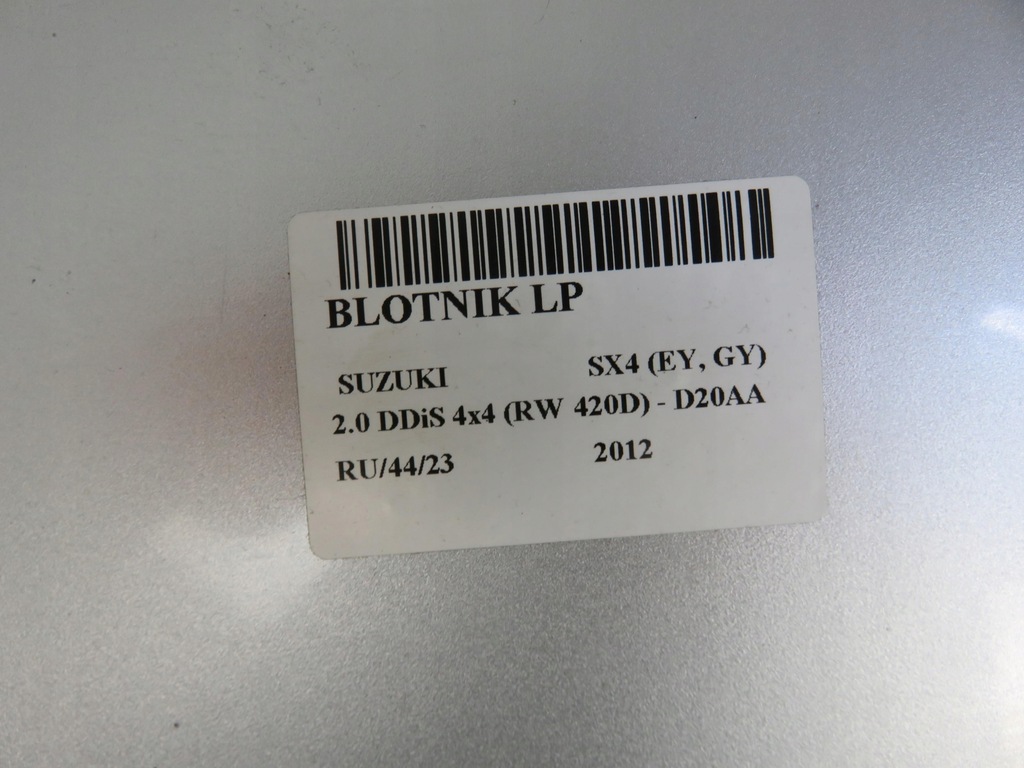 BLOTNIK LP
SUZUKI SX4 (EY, GY)
2.0 DDiS 4x4 (RW 420D) - D20AA
RU/44/23 2012